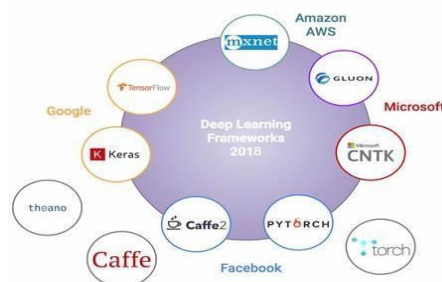 Amazon
AWS
mxnet
TensorFlow
GLUON
Google
Microsoft
Deep Learning
Frameworks
2018
K Keras
Microsoft
CNTK
theano
Caffe2
PYTORCH
Caffe
torch
Facebook